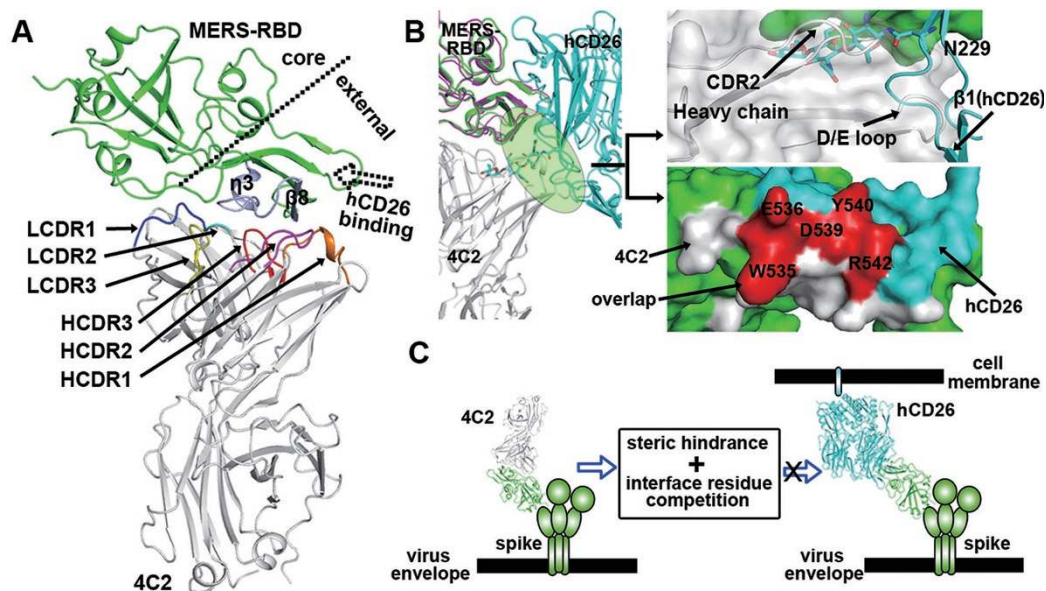 A
MERS-RBD
core
external
η3
β8
hCD26
binding
LCDR1
LCDR2
LCDR3
HCDR3
HCDR2
HCDR1
4C2
B
MERS-
RBD
hCD26
4C2
N229
CDR2
Heavy chain
β1(hCD26)
D/E loop
E536
Y540
D539
4C2
W535
R542
overlap
hCD26
C
cell
membrane
4C2
hCD26
steric hindrance
+
interface residue
competition
X
spike
virus
envelope
spike
virus
envelope